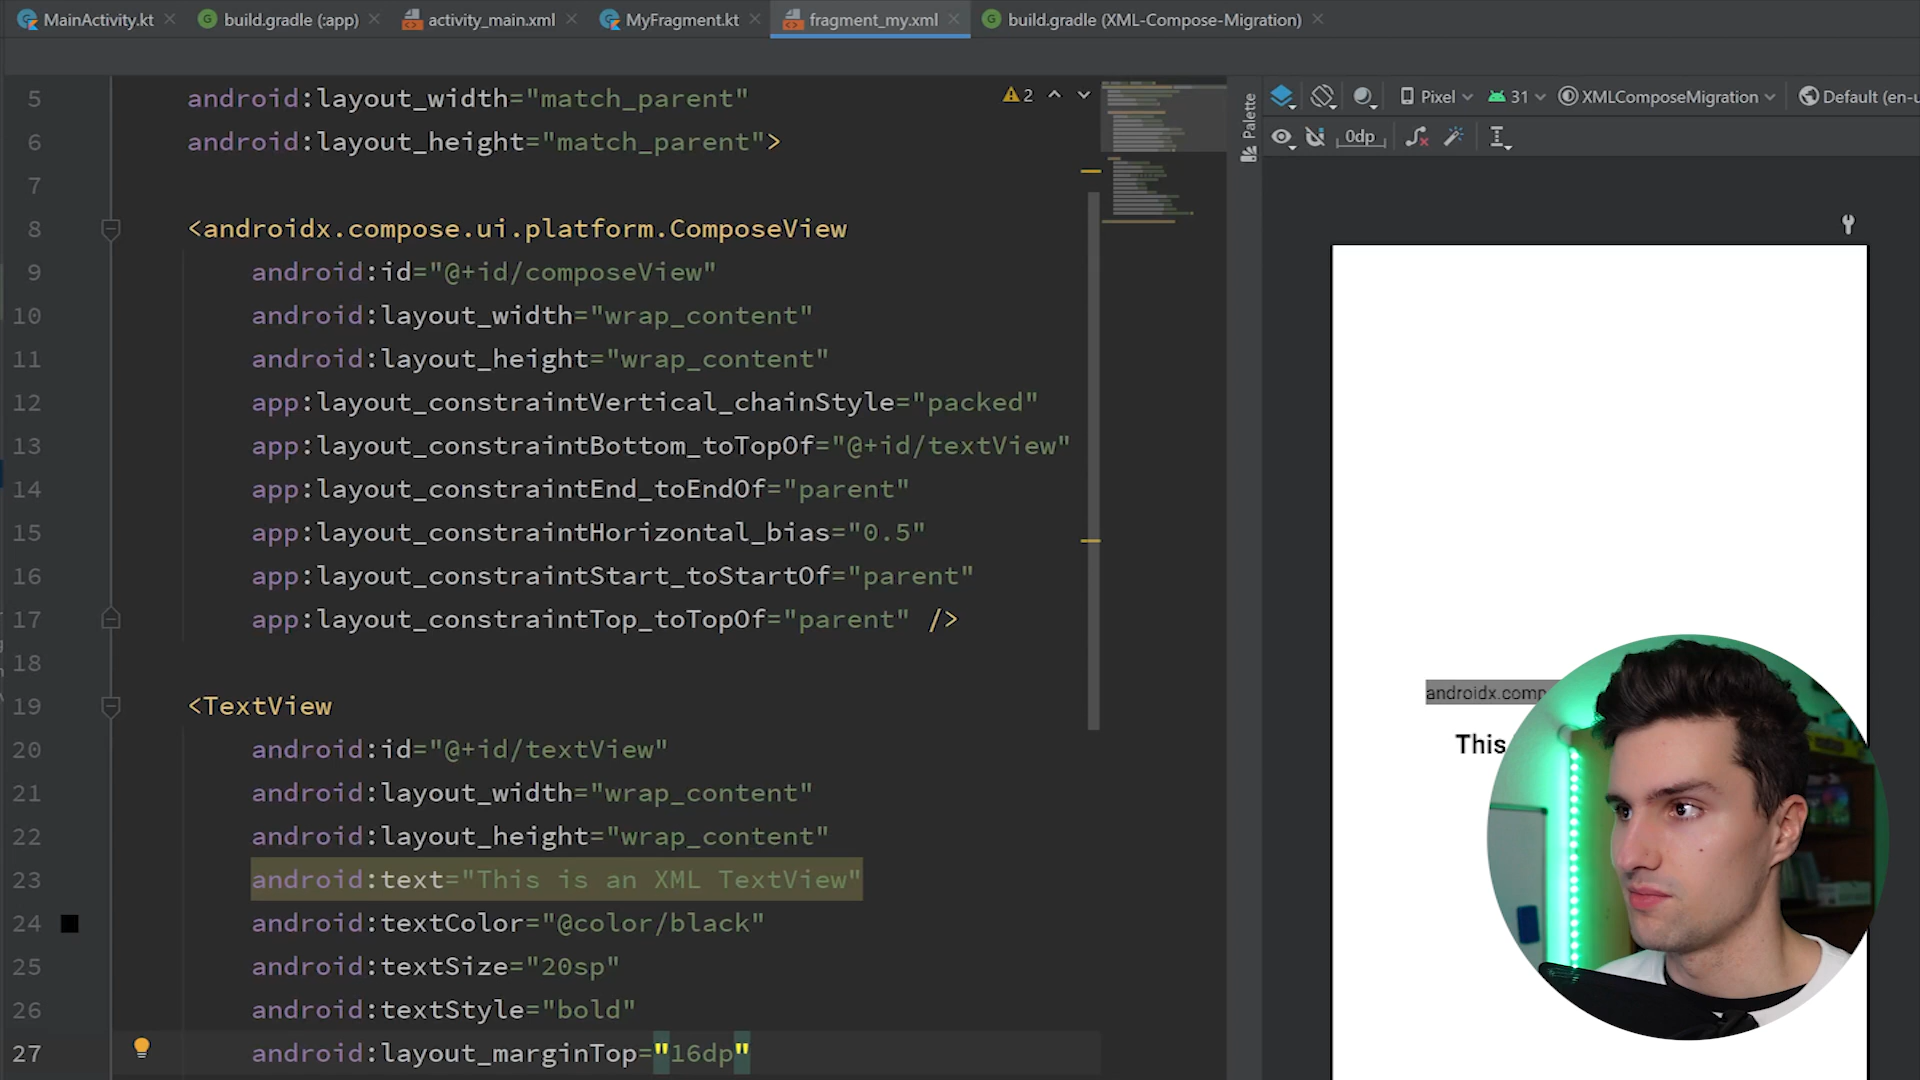 MainActivity.kt
build.gradle (:app)
activity_main.xml
MyFragment.kt
fragment_my.xml
build.gradle (XML-Compose-Migration)
2
Palette
Pixel
31
XMLComposeMigration
Default (en-u
0dp
5 android:layout_width="match_parent"
6 android:layout_height="match_parent">
7
8 <androidx.compose.ui.platform.ComposeView
9 android:id="@+id/composeView"
10 android:layout_width="wrap_content"
11 android:layout_height="wrap_content"
12 app:layout_constraintVertical_chainStyle="packed"
13 app:layout_constraintBottom_toTopOf="@+id/textView"
14 app:layout_constraintEnd_toEndOf="parent"
15 app:layout_constraintHorizontal_bias="0.5"
16 app:layout_constraintStart_toStartOf="parent"
17 app:layout_constraintTop_toTopOf="parent" />
18
19 <TextView
20 android:id="@+id/textView"
21 android:layout_width="wrap_content"
22 android:layout_height="wrap_content"
23 android:text="This is an XML TextView"
24 android:textColor="@color/black"
25 android:textSize="20sp"
26 android:textStyle="bold"
27 android:layout_marginTop="16dp"
androidx.comp
This